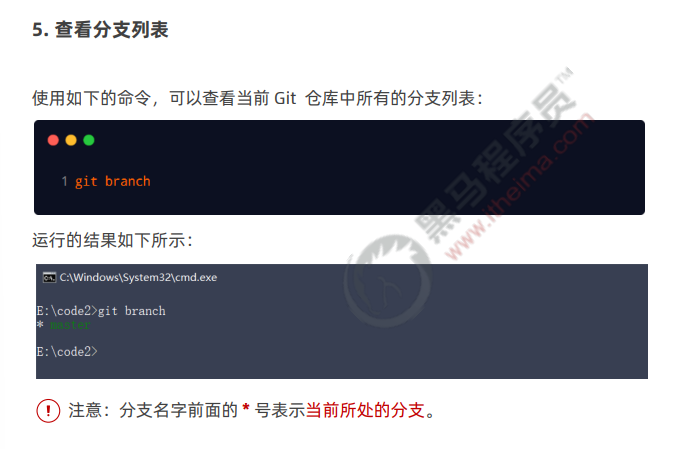 5. 查看分支列表
使用如下的命令，可以查看当前 Git 仓库中所有的分支列表：
1 git branch
运行的结果如下所示：
C:\Windows\System32\cmd.exe
E:\code2>git branch
* master
E:\code2>
注意：分支名字前面的 * 号表示当前所处的分支。
黑马程序员™
www.itheima.com